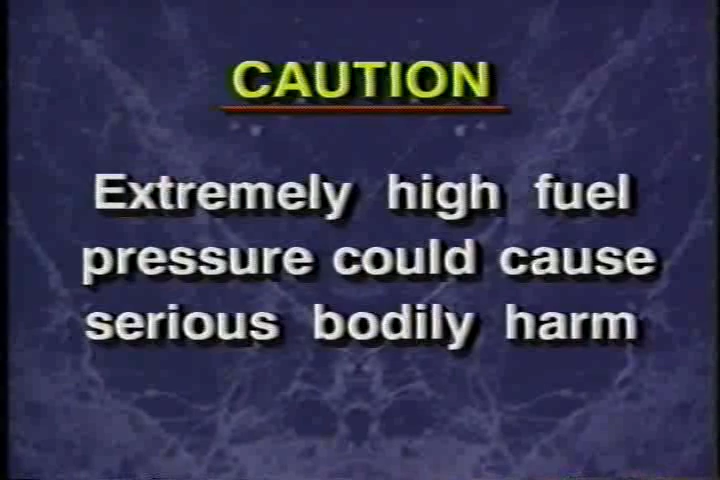 CAUTION
Extremely high fuel
pressure could cause
serious bodily harm